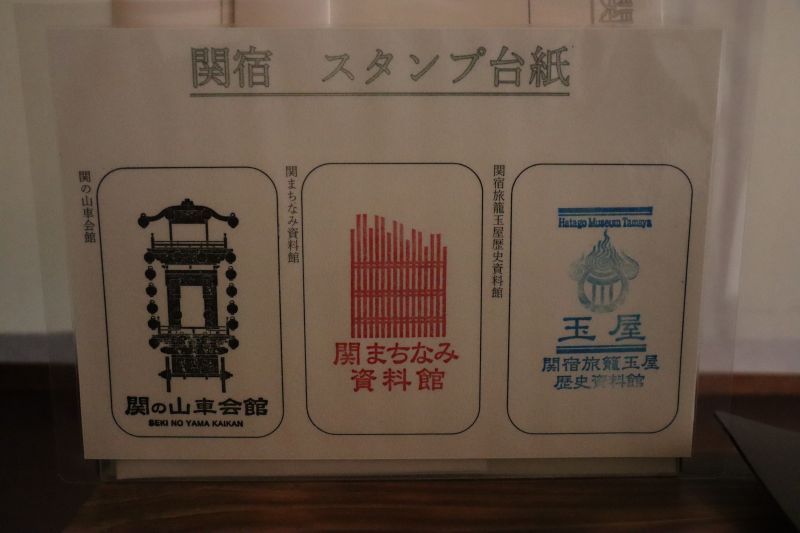 関宿 スタンプ台紙
関の山車会館
関の山車会館
SEKI NO YAMA KAIKAN
関まちなみ資料館
関まちなみ
資料館
関宿旅籠玉屋歴史資料館
Hatago Museum Tamaya
玉屋
関宿旅籠玉屋
歴史資料館